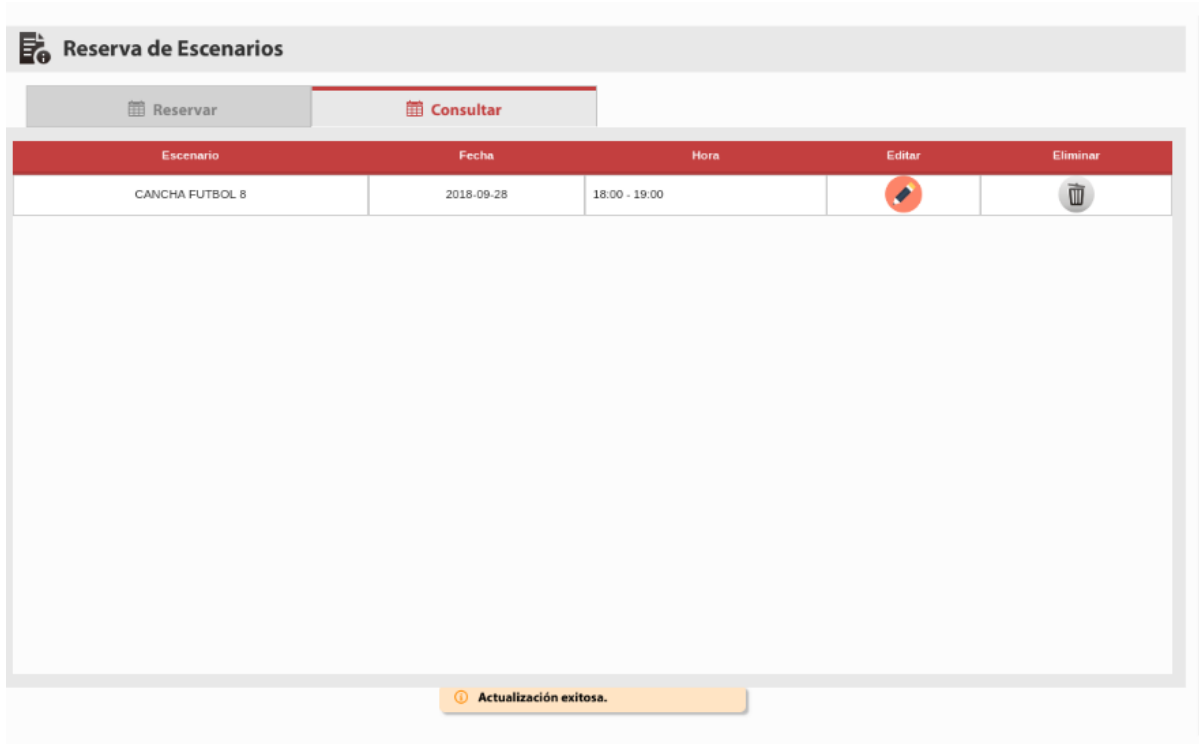 Reserva de Escenarios
Reservar Consultar
Escenario Fecha Hora Editar Eliminar
CANCHA FUTBOL 8 2018-09-28 18:00 - 19:00
Actualización exitosa.